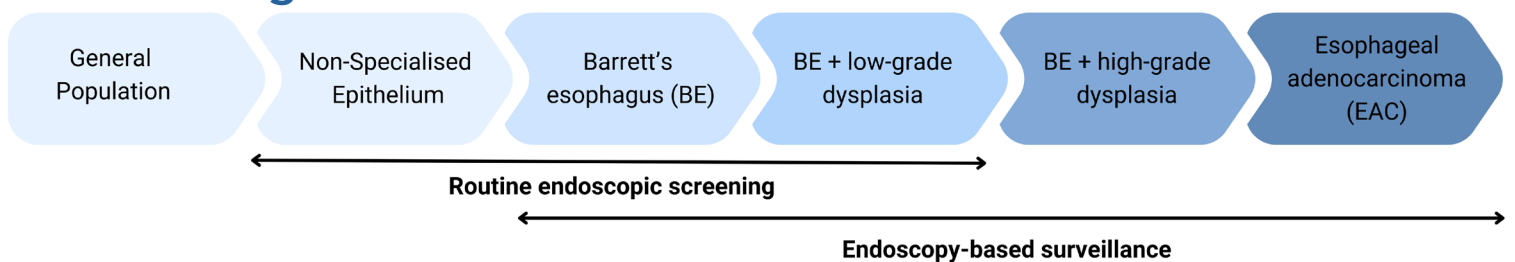 General
Population
Non-Specialised
Epithelium
Barrett’s
esophagus (BE)
BE + low-grade
dysplasia
BE + high-grade
dysplasia
Esophageal
adenocarcinoma
(EAC)
Routine endoscopic screening
Endoscopy-based surveillance